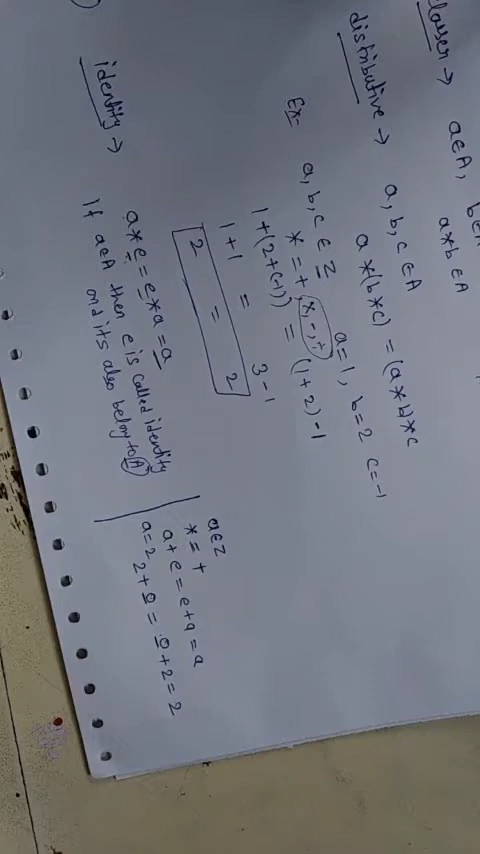 → a∈A, b∈A
a*b∈A
distributive → a, b, c ∈ A
a*(b*c) = (a*b)*c
Ex= a, b, c ∈ Z a=1, b=2 c=-1
* = +, x, -, ÷
1+(2+(-1)) = (1+2)-1
1+1 = 3-1
2 = 2
identity → a*e = e*a = a
If a∈A then e is called identity
and its also belong to A
a∈Z
* = +
a+e = e+a = a
a=2 2+0 = 0+2 = 2